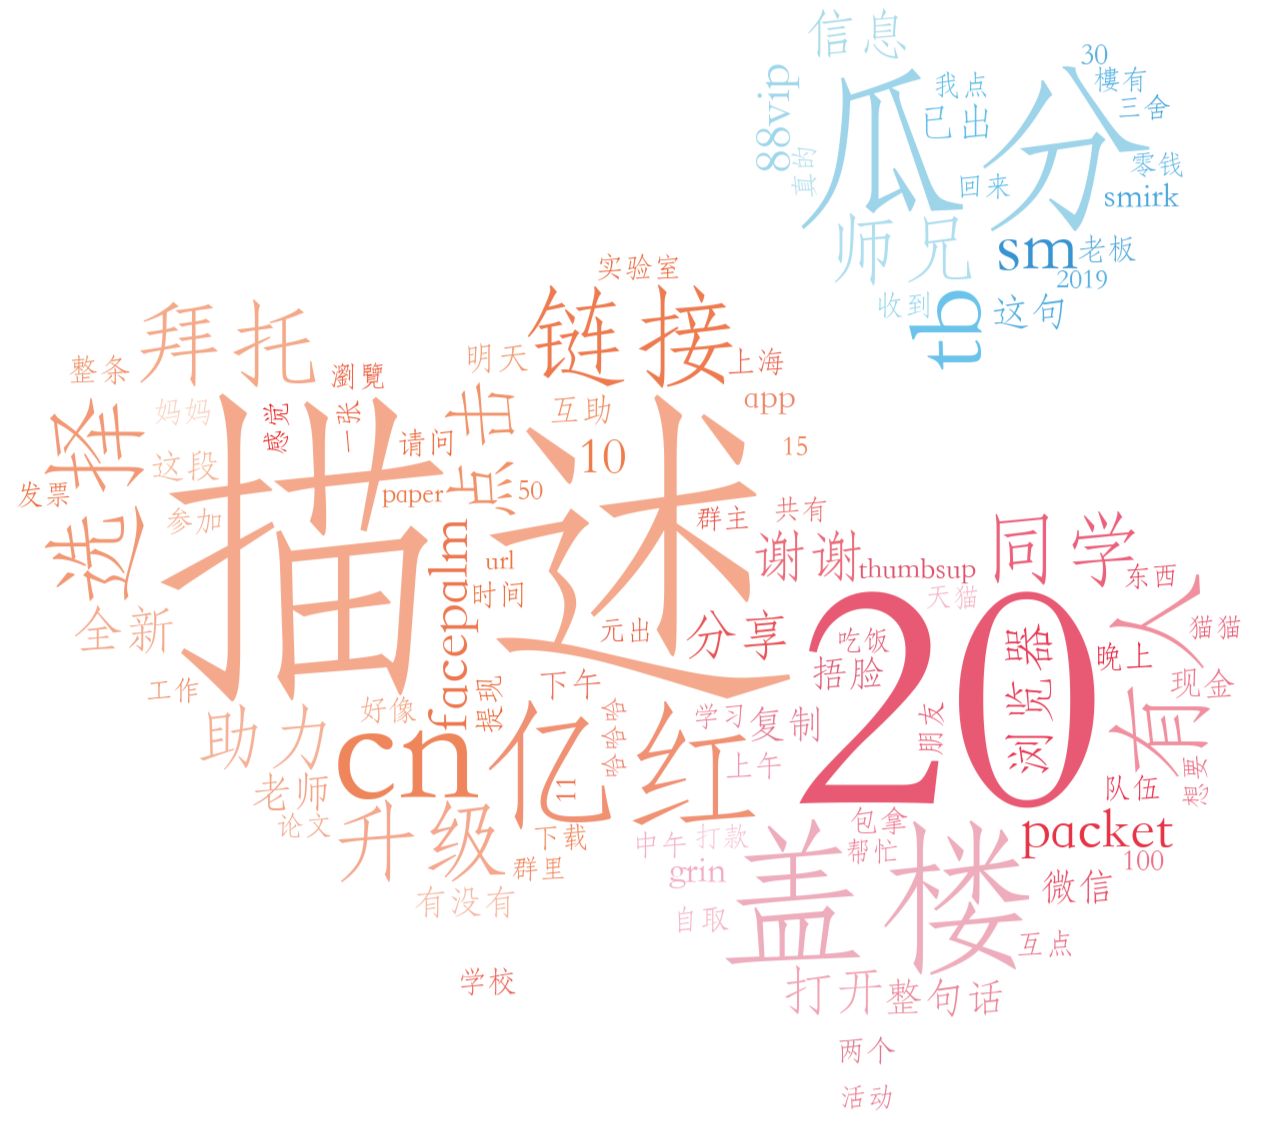 信息
30
88vip
瓜分
我点
樓有
三舍
已出
真的
回来
零钱
smirk
师兄
sm
老板
2019
收到
tb
这句
实验室
拜托
链接
明天
上海
整条
瀏覽
妈妈
感觉
一张
点击
互助
app
选择
请问
10
15
这段
描述
paper
50
发票
参加
群主
共有
facepalm
url
时间
谢谢
thumbsup
同学
东西
全新
元出
分享
20
天猫
有人
猫猫
吃饭
捂脸
浏览器
晚上
现金
工作
提现
下午
好像
助力
cn
亿红
哈哈哈
学习
复制
朋友
上午
11
老师
队伍
想要
论文
升级
下载
群里
中午
打款
包拿
帮忙
packet
100
grin
盖楼
微信
有没有
自取
互点
学校
打开
整句话
两个
活动